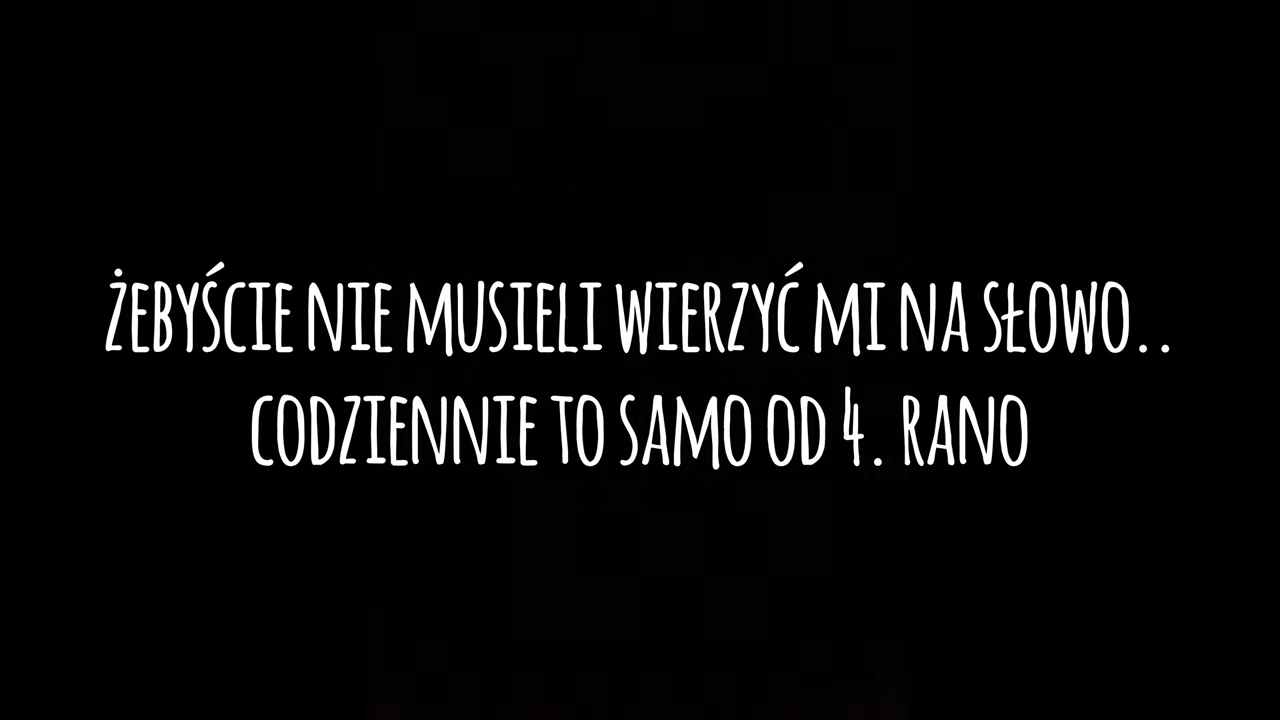 ŻEBYŚCIE NIE MUSIELI WIERZYĆ MI NA SŁOWO..
CODZIENNIE TO SAMO OD 4. RANO